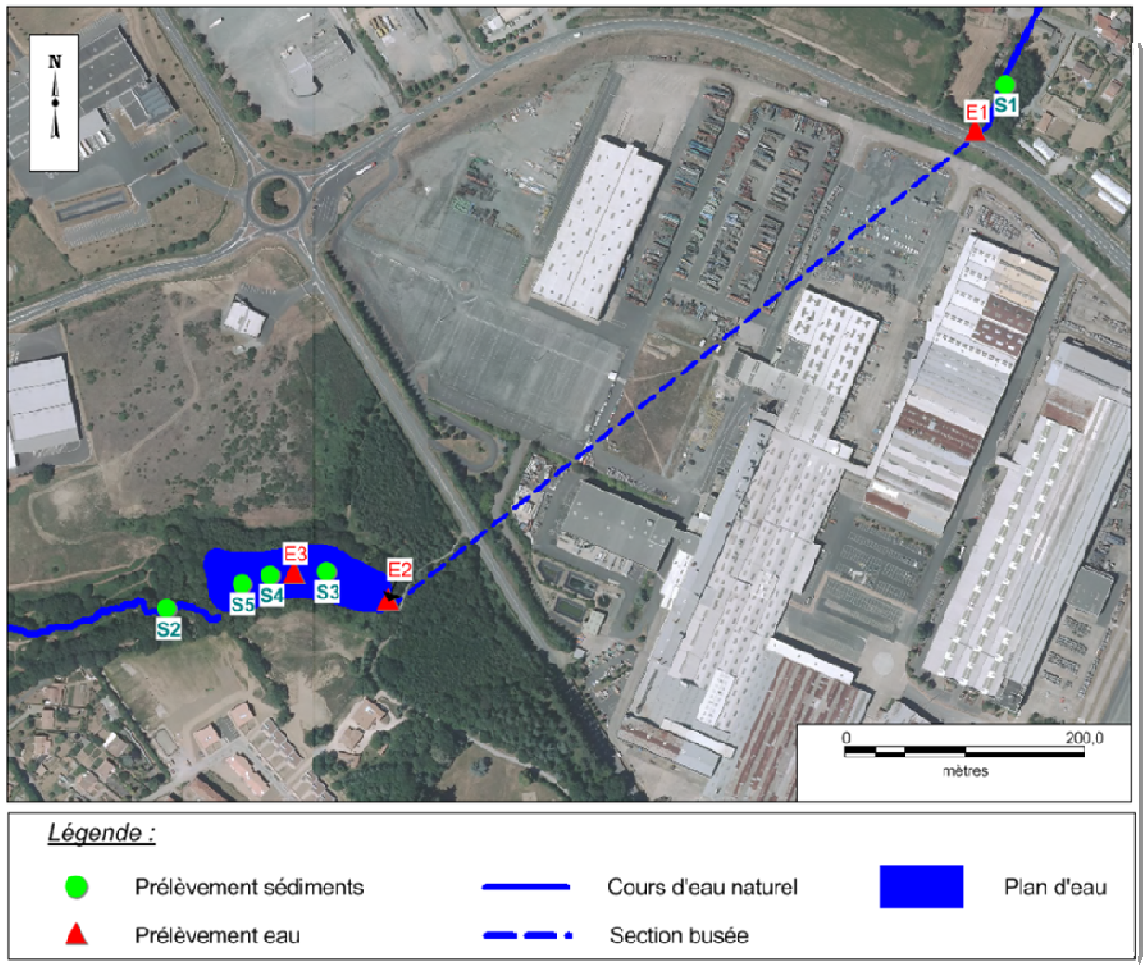 N
S1
E1
E3
E2
S4
S3
S5
S2
0 200,0
mètres
Légende :
Prélèvement sédiments
Cours d'eau naturel
Plan d'eau
Prélèvement eau
Section busée